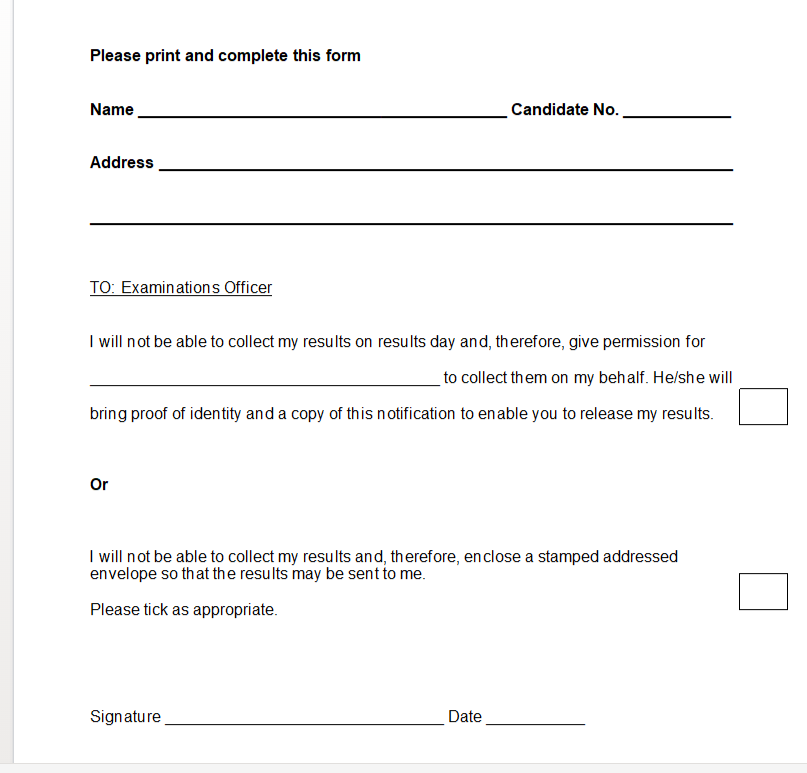 Please print and complete this form
Name ________________________________ Candidate No. __________
Address ____________________________________________________
____________________________________________________________
TO: Examinations Officer
I will not be able to collect my results on results day and, therefore, give permission for
________________________________ to collect them on my behalf. He/she will
bring proof of identity and a copy of this notification to enable you to release my results.
Or
I will not be able to collect my results and, therefore, enclose a stamped addressed
envelope so that the results may be sent to me.
Please tick as appropriate.
Signature __________________________ Date __________